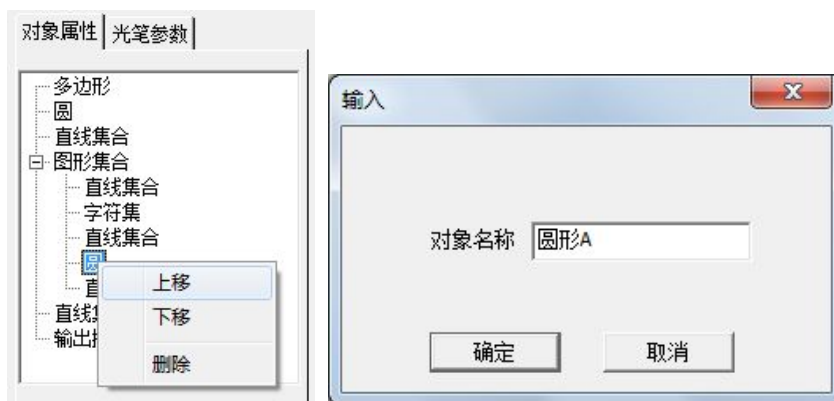 对象属性 光笔参数
多边形
圆
直线集合
图形集合
直线集合
字符集
直线集合
圆
上移
下移
删除
输入
对象名称 圆形A
确定 取消